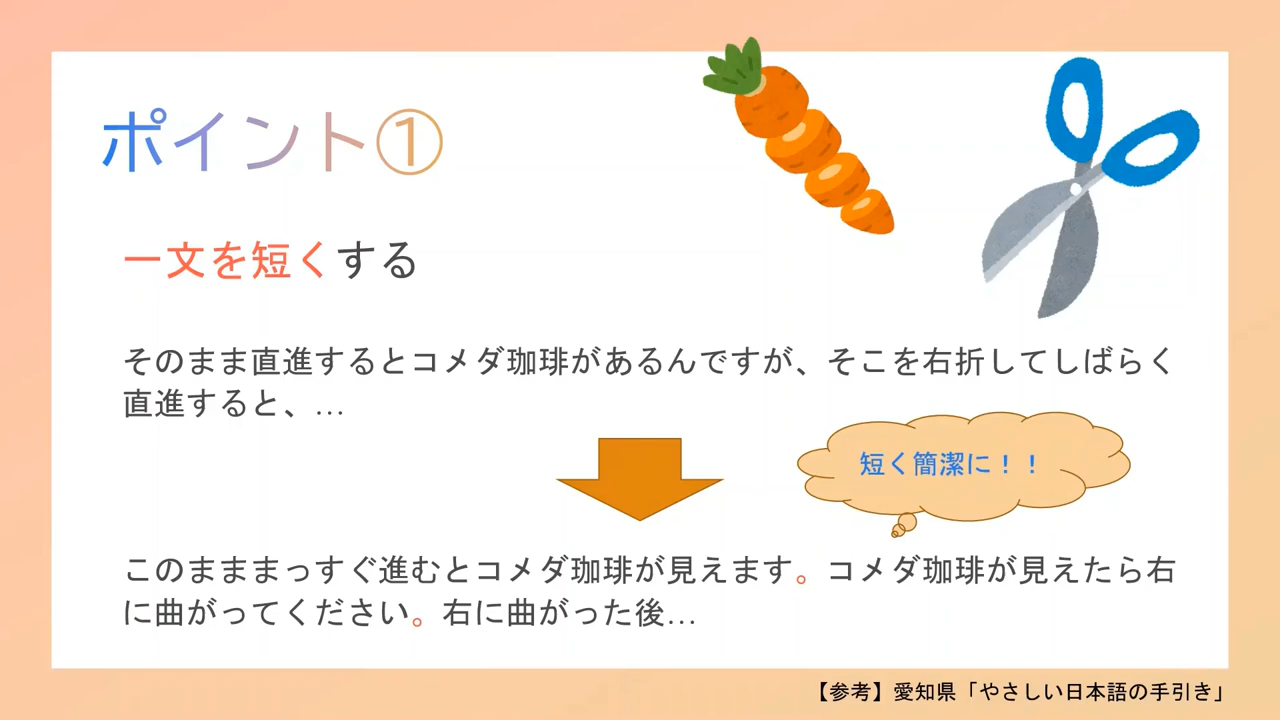 ポイント①
一文を短くする
そのまま直進するとコメダ珈琲があるんですが、そこを右折してしばらく
直進すると、…
短く簡潔に！！
このまままっすぐ進むとコメダ珈琲が見えます。コメダ珈琲が見えたら右
に曲がってください。右に曲がった後…
【参考】愛知県「やさしい日本語の手引き」